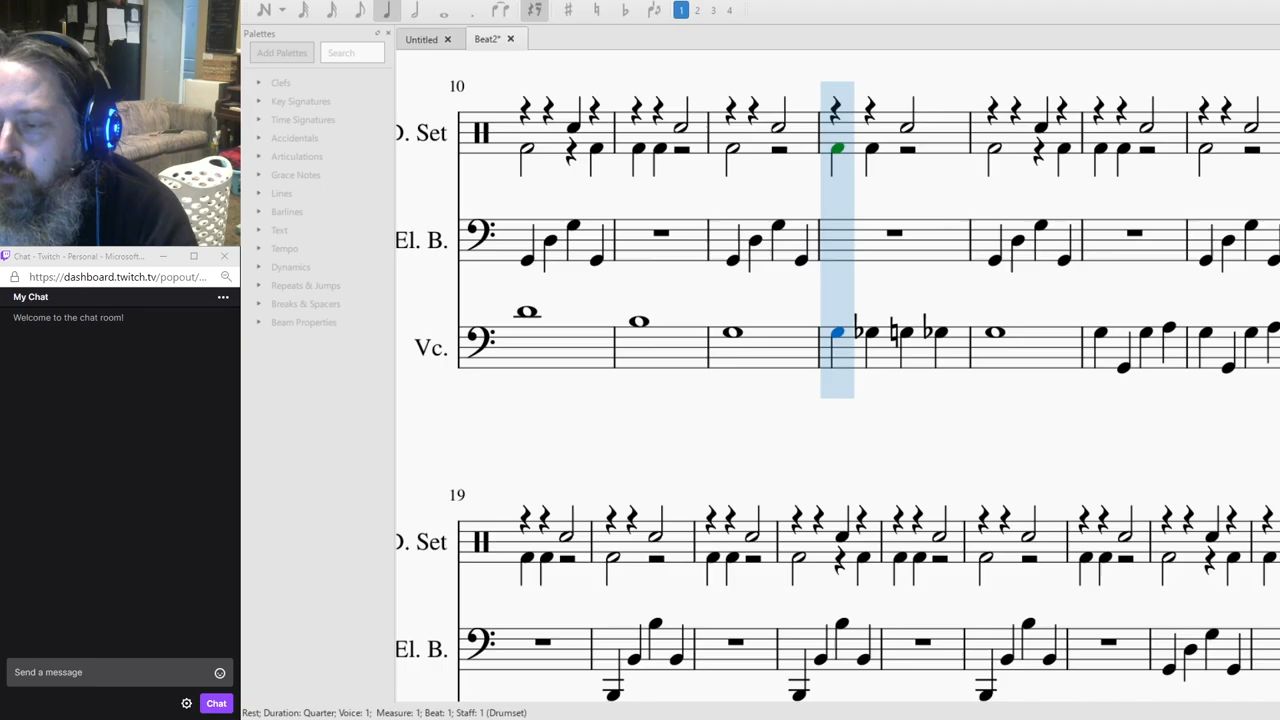 Palettes
Add Palettes
Search
Clefs
Key Signatures
Time Signatures
Accidentals
Articulations
Grace Notes
Lines
Barlines
Text
Tempo
Dynamics
Repeats & Jumps
Breaks & Spacers
Beam Properties
1 2 3 4
Untitled
Beat2*
10
D. Set
El. B.
Vc.
19
D. Set
El. B.
Chat - Twitch - Personal - Microsoft...
https://dashboard.twitch.tv/popout/...
My Chat
Welcome to the chat room!
Send a message
Chat
Rest; Duration: Quarter; Voice: 1; Measure: 1; Beat: 1; Staff: 1 (Drumset)